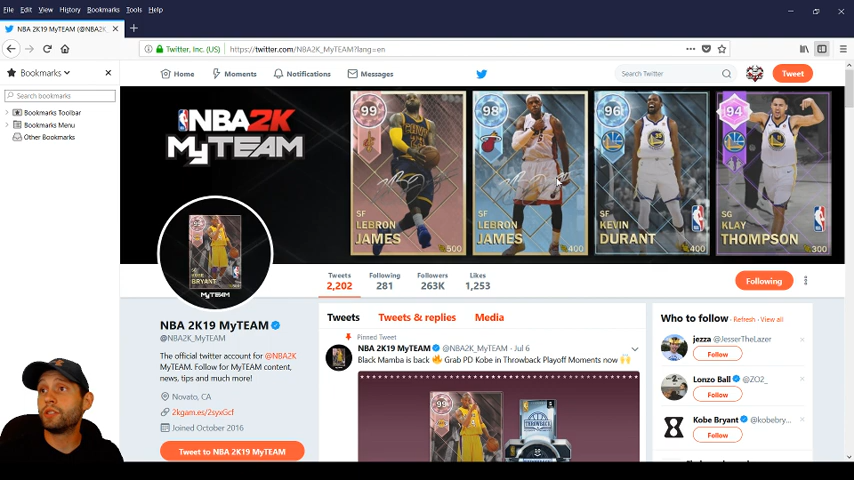 File Edit View History Bookmarks Tools Help
NBA 2K19 MyTEAM (@NBA2K_
Twitter, Inc. (US) https://twitter.com/NBA2K_MyTEAM?lang=en
Bookmarks
Search bookmarks
Bookmarks Toolbar
Bookmarks Menu
Other Bookmarks
Home Moments Notifications Messages Search Twitter Tweet
NBA2K
MyTEAM
99
SF
LEBRON
JAMES
500
98
SF
LEBRON
JAMES
400
96
SF
KEVIN
DURANT
400
94
SG
KLAY
THOMPSON
300
BRYANT
MyTEAM
Tweets Following Followers Likes
2,202 281 263K 1,253
Following
NBA 2K19 MyTEAM
@NBA2K_MyTEAM
The official twitter account for @NBA2K
MyTEAM. Follow for MyTEAM content,
news, tips and much more!
Novato, CA
2kgam.es/2syxGcf
Joined October 2016
Tweet to NBA 2K19 MyTEAM
Tweets Tweets & replies Media
Pinned Tweet
NBA 2K19 MyTEAM @NBA2K_MyTEAM · Jul 6
Black Mamba is back Grab PD Kobe in Throwback Playoff Moments now
99
THROWBACK
Who to follow · Refresh · View all
jezza @JesserTheLazer
Follow
Lonzo Ball @ZO2_
Follow
Kobe Bryant @kobebry...
Follow